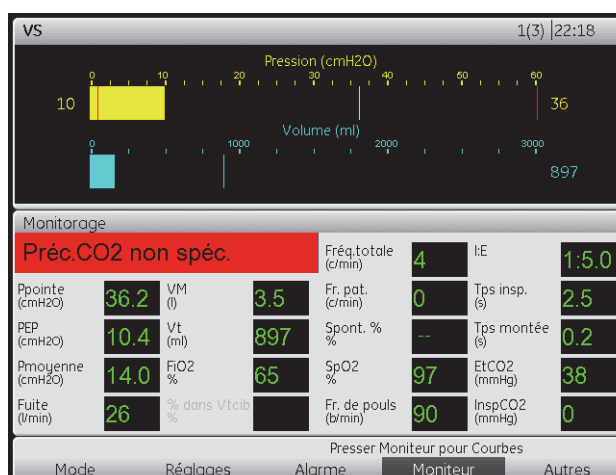 VS 1(3) |22:18
Pression (cmH2O)
0 10 20 30 40 50 60
10 36
Volume (ml)
0 1000 2000 3000
897
Monitorage
Préc.CO2 non spéc.
Fréq.totale (c/min) 4 I:E 1:5.0
Ppointe (cmH2O) 36.2 VM (l) 3.5 Fr. pat. (c/min) 0 Tps insp. (s) 2.5
PEP (cmH2O) 10.4 Vt (ml) 897 Spont. % % -- Tps montée (s) 0.2
Pmoyenne (cmH2O) 14.0 FiO2 % 65 SpO2 % 97 EtCO2 (mmHg) 38
Fuite (l/min) 26 % dans Vtcib % Fr. de pouls (b/min) 90 InspCO2 (mmHg) 0
Presser Moniteur pour Courbes
Mode Réglages Alarme Moniteur Autres